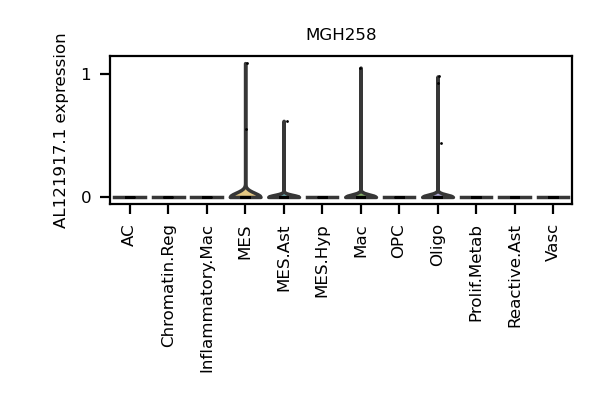 MGH258
AL121917.1 expression
1
0
AC
Chromatin.Reg
Inflammatory.Mac
MES
MES.Ast
MES.Hyp
Mac
OPC
Oligo
Prolif.Metab
Reactive.Ast
Vasc